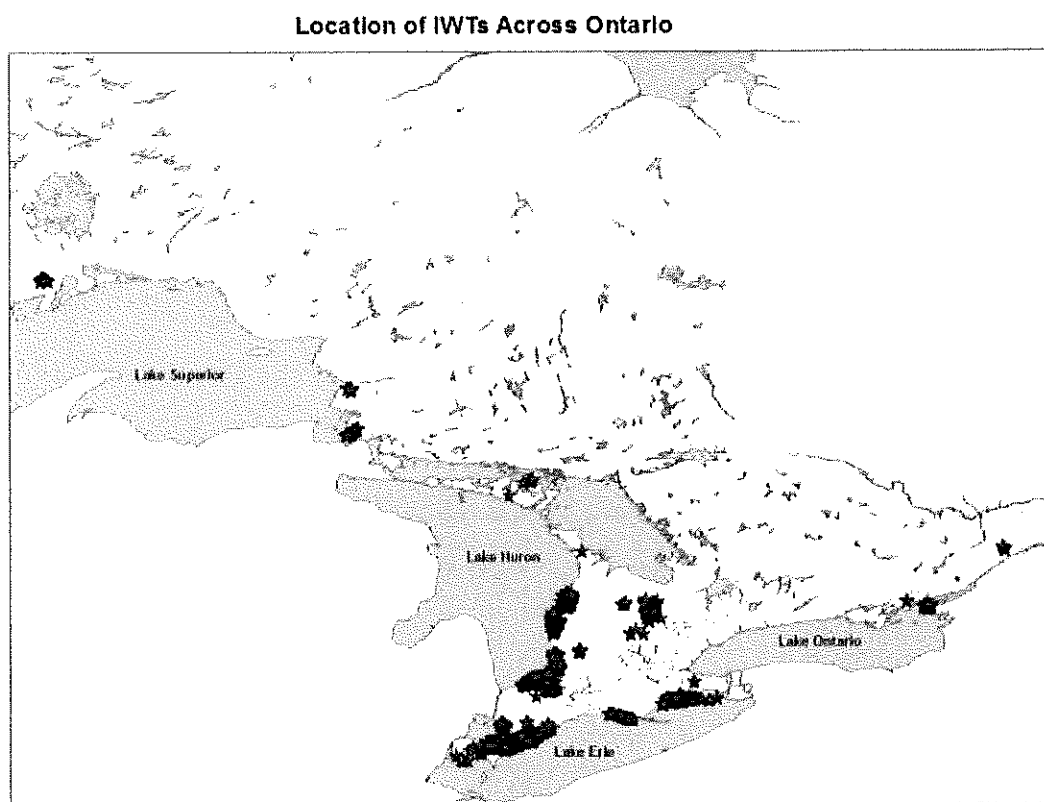 Location of IWTs Across Ontario
Lake Superior
Lake Huron
Lake Ontario
Lake Erie